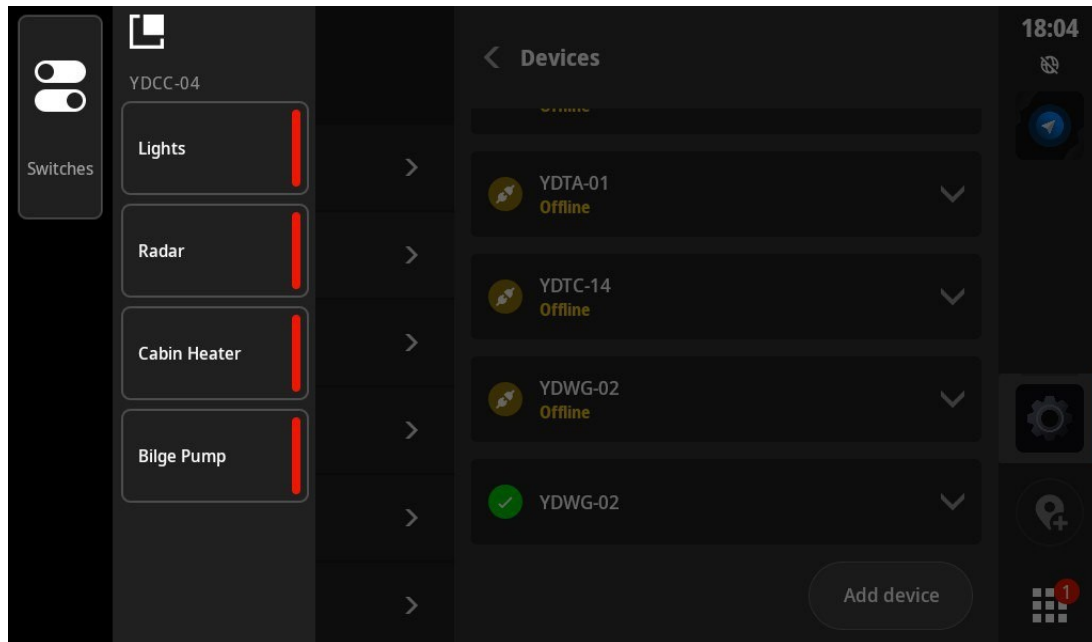 Switches
YDCC-04
Lights
Radar
Cabin Heater
Bilge Pump
Devices
Offline
YDTA-01
Offline
YDTC-14
Offline
YDWG-02
Offline
YDWG-02
Add device
18:04
1